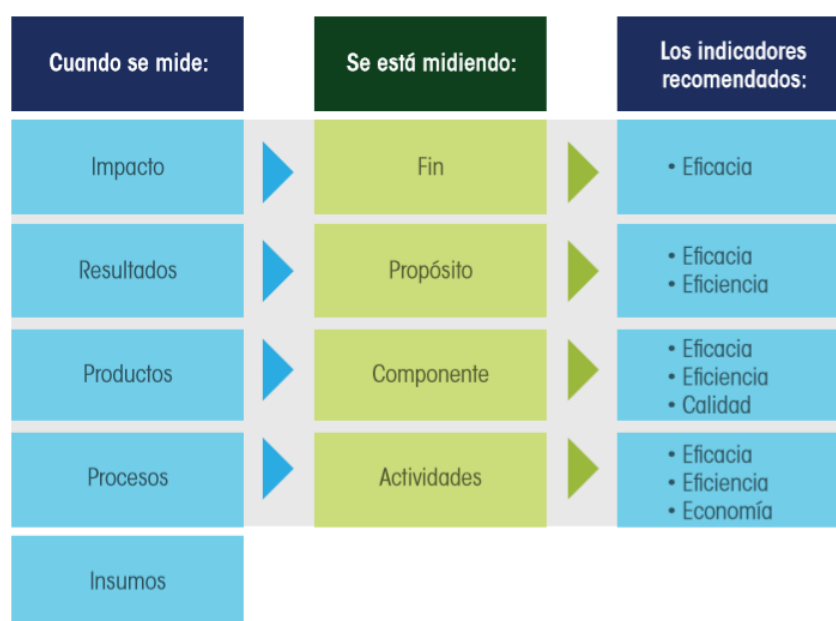 Cuando se mide:
Se está midiendo:
Los indicadores
recomendados:
Impacto
Fin
• Eficacia
Resultados
Propósito
• Eficacia
• Eficiencia
Productos
Componente
• Eficacia
• Eficiencia
• Calidad
Procesos
Actividades
• Eficacia
• Eficiencia
• Economía
Insumos